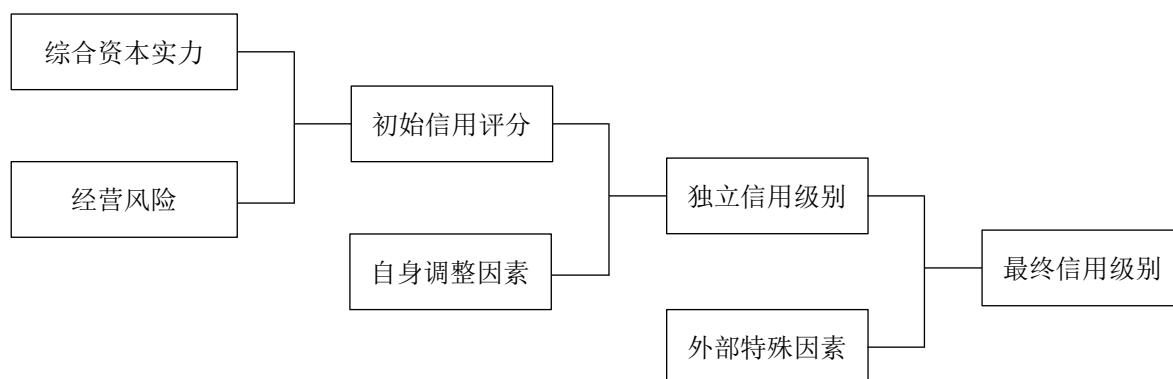 综合资本实力
经营风险
初始信用评分
自身调整因素
独立信用级别
外部特殊因素
最终信用级别